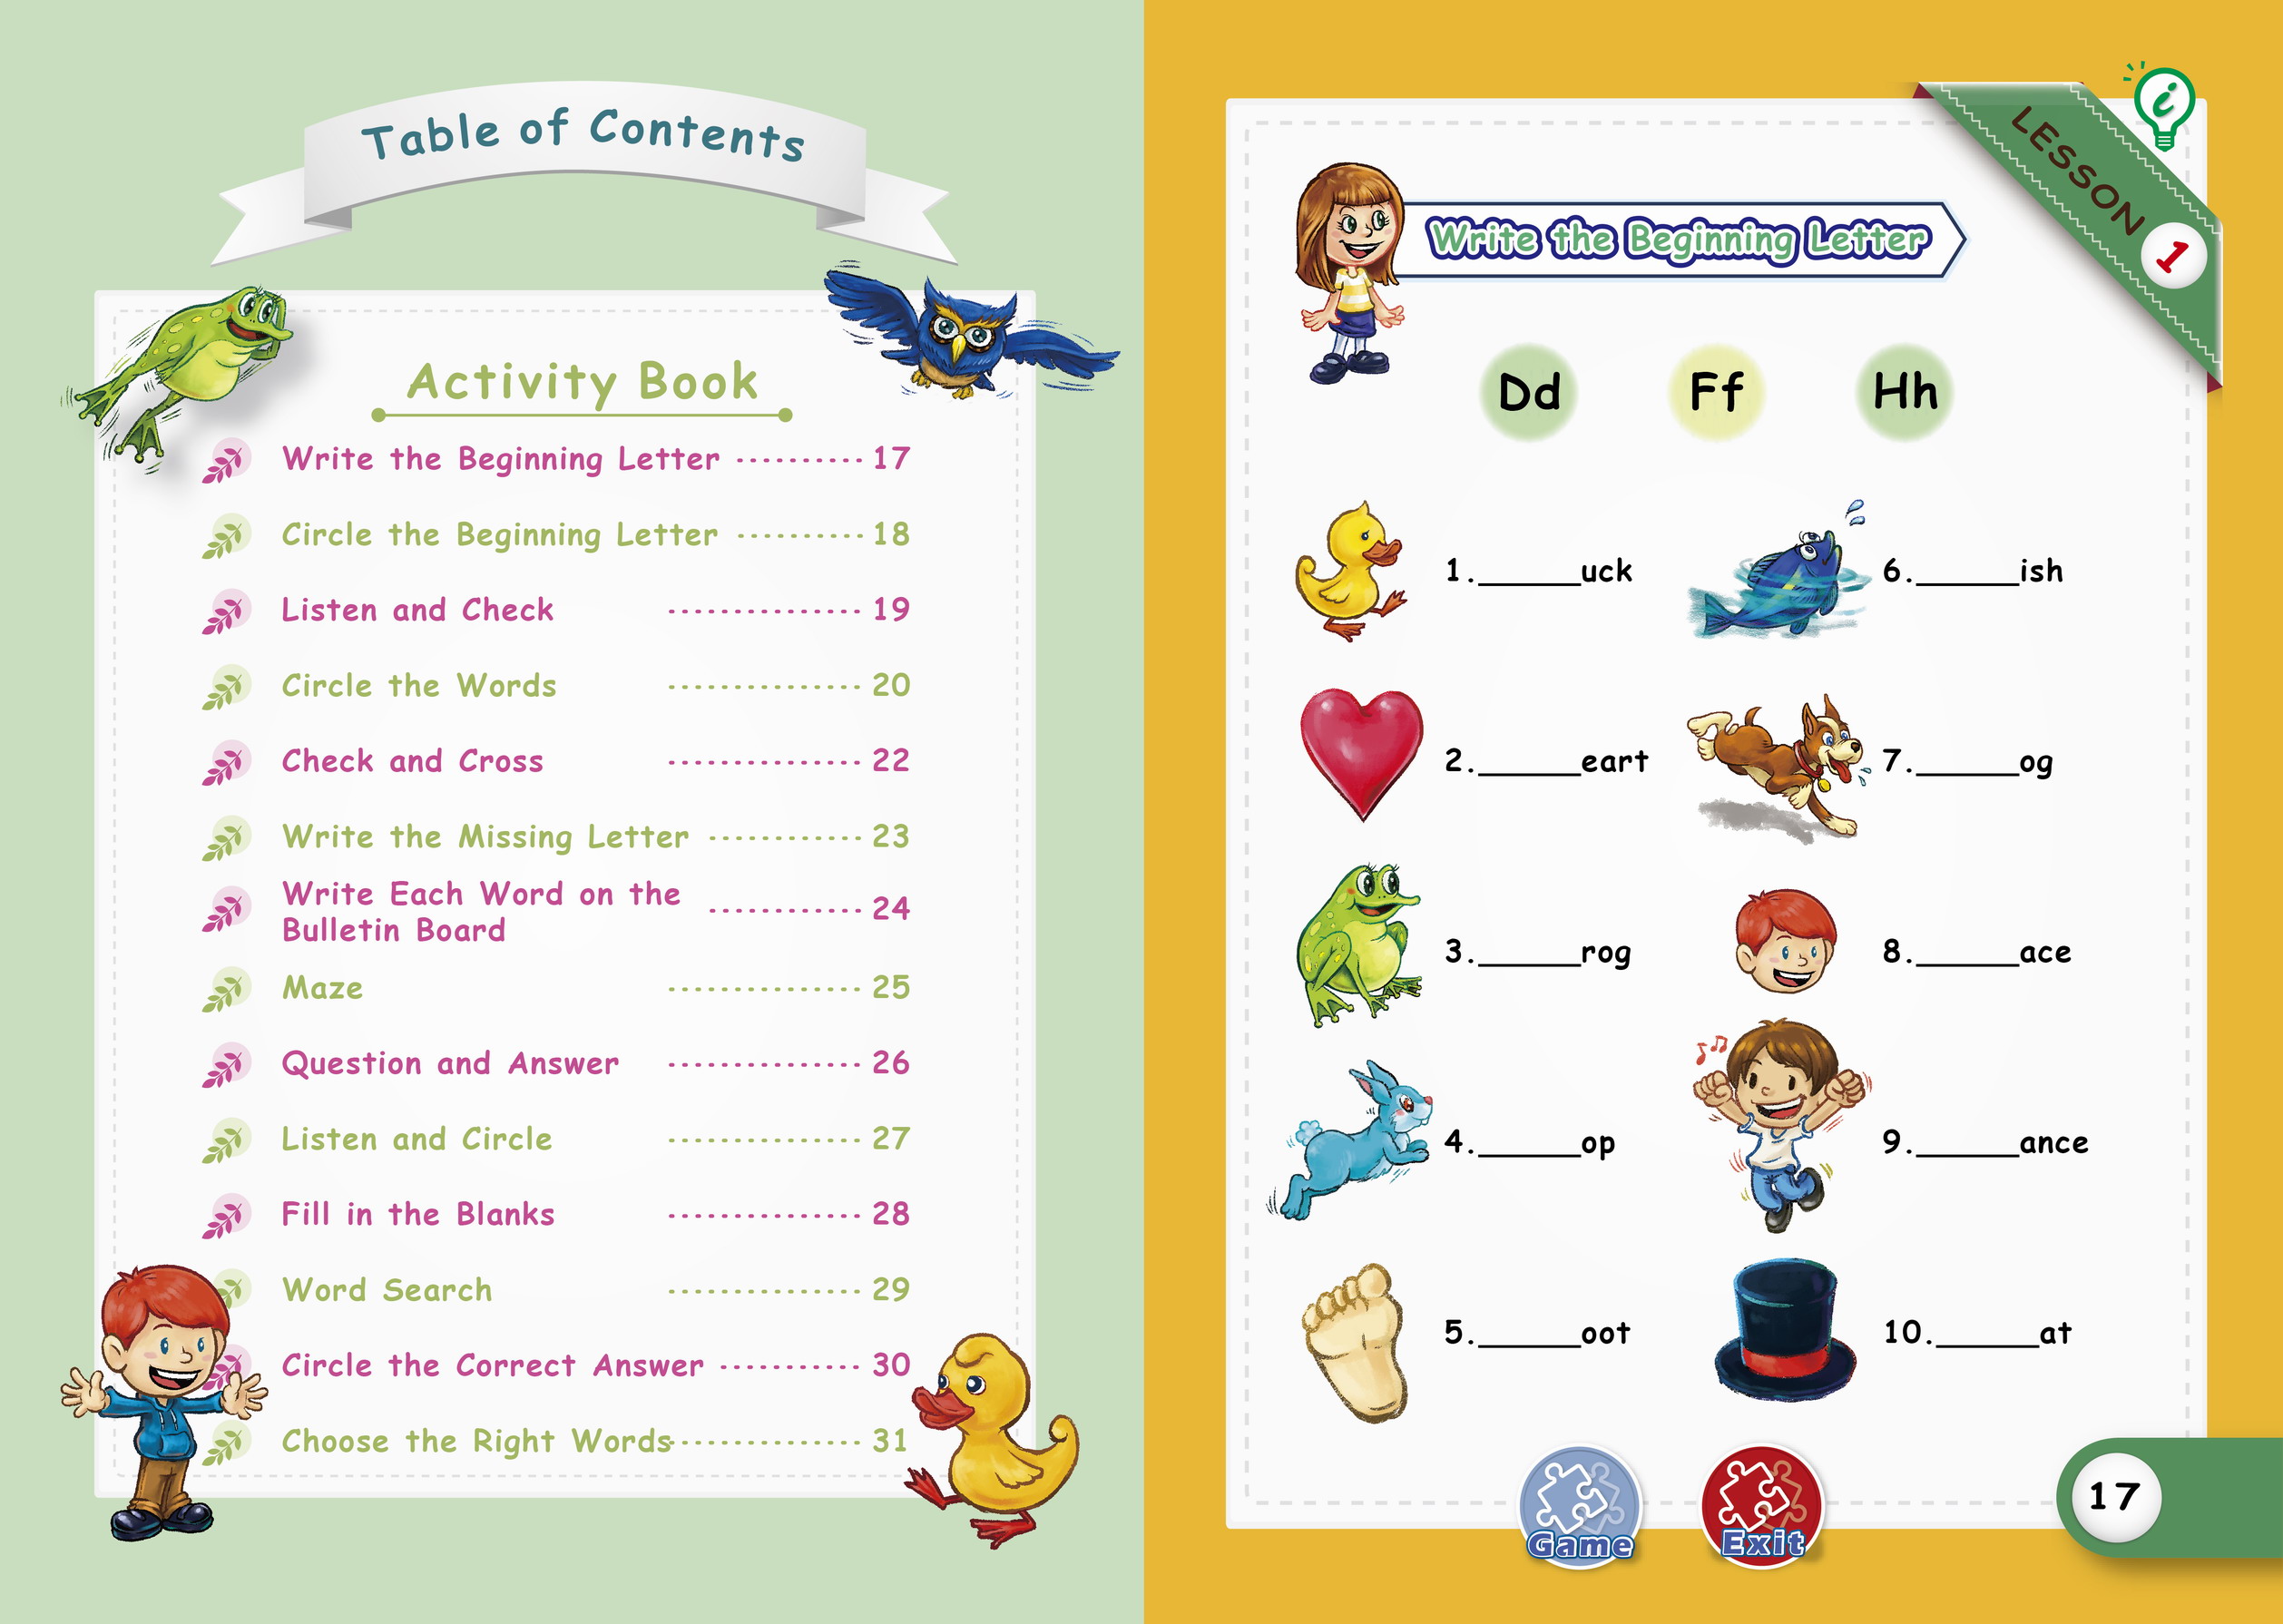 Table of Contents
Activity Book
Write the Beginning Letter ---------- 17
Circle the Beginning Letter ---------- 18
Listen and Check --------------- 19
Circle the Words --------------- 20
Check and Cross --------------- 22
Write the Missing Letter ------------ 23
Write Each Word on the
Bulletin Board ------------ 24
Maze --------------- 25
Question and Answer --------------- 26
Listen and Circle --------------- 27
Fill in the Blanks --------------- 28
Word Search --------------- 29
Circle the Correct Answer ----------- 30
Choose the Right Words --------------- 31
i
LESSON 1
Write the Beginning Letter
Dd Ff Hh
1.______uck
2.______eart
3.______rog
4.______op
5.______oot
6.______ish
7.______og
8.______ace
9.______ance
10.______at
Game
Exit
17